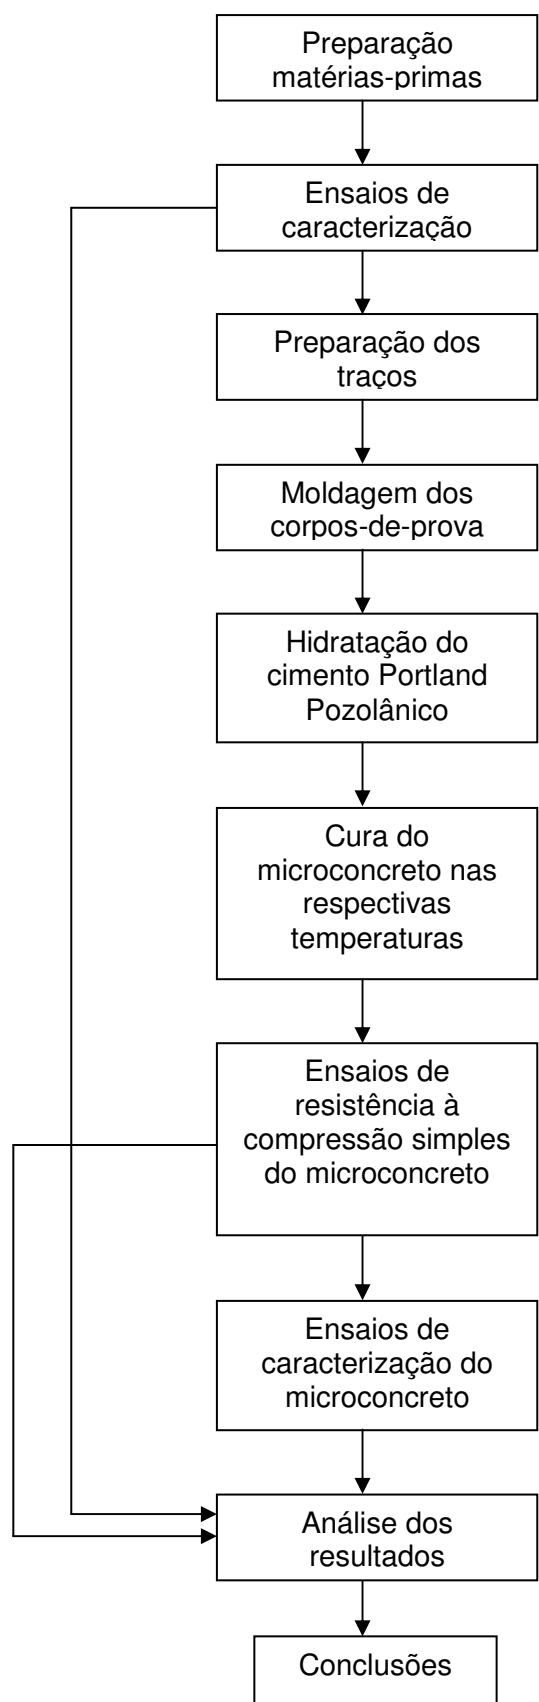 Preparação
matérias-primas
Ensaios de
caracterização
Preparação dos
traços
Moldagem dos
corpos-de-prova
Hidratação do
cimento Portland
Pozolânico
Cura do
microconcreto nas
respectivas
temperaturas
Ensaios de
resistência à
compressão simples
do microconcreto
Ensaios de
caracterização do
microconcreto
Análise dos
resultados
Conclusões